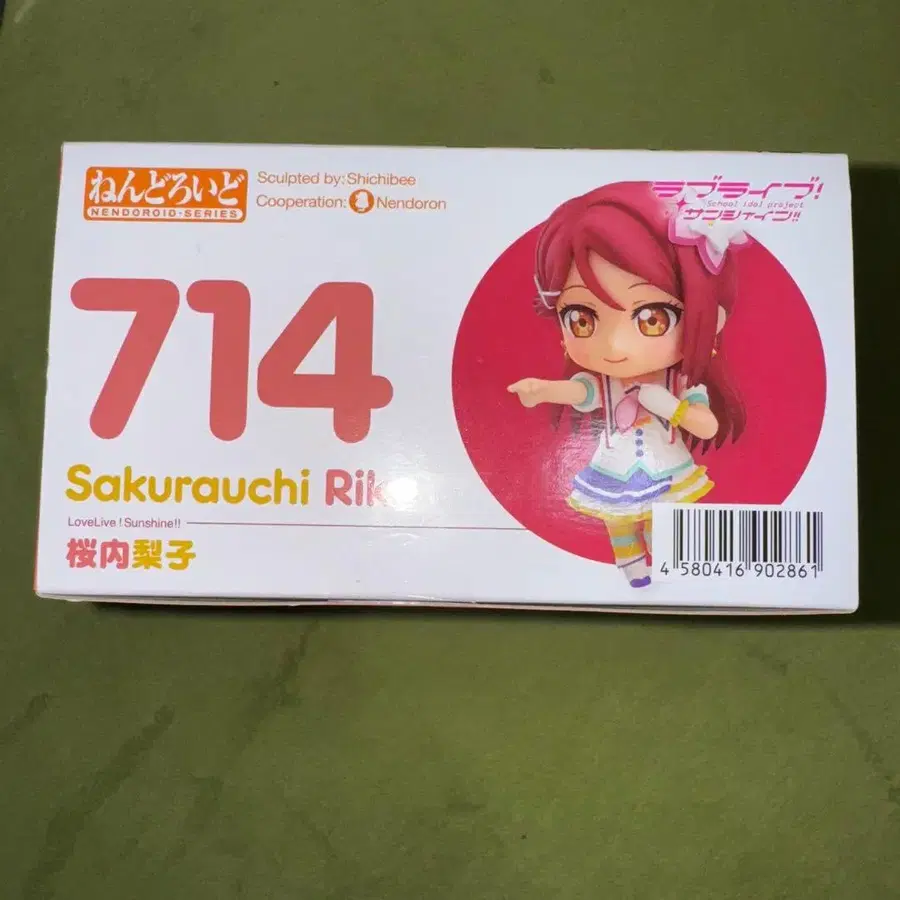 ねんどろいど
NENDOROID·SERIES
Sculpted by: Shichibee
Cooperation: Nendoron
ラブライブ!
School idol project
サンシャイン!!
714
Sakurauchi
LoveLive! Sunshine!!
桜内梨子
4 580416 902861